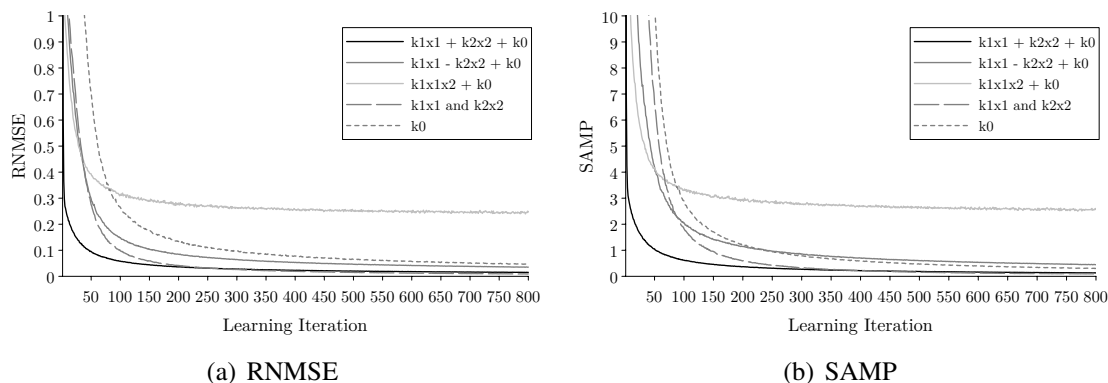 1
0.9
0.8
0.7
0.6
0.5
0.4
0.3
0.2
0.1
0
RNMSE
k1x1 + k2x2 + k0
k1x1 - k2x2 + k0
k1x1x2 + k0
k1x1 and k2x2
k0
50 100 150 200 250 300 350 400 450 500 550 600 650 700 750 800
Learning Iteration
(a) RNMSE
10
9
8
7
6
5
4
3
2
1
0
SAMP
k1x1 + k2x2 + k0
k1x1 - k2x2 + k0
k1x1x2 + k0
k1x1 and k2x2
k0
50 100 150 200 250 300 350 400 450 500 550 600 650 700 750 800
Learning Iteration
(b) SAMP